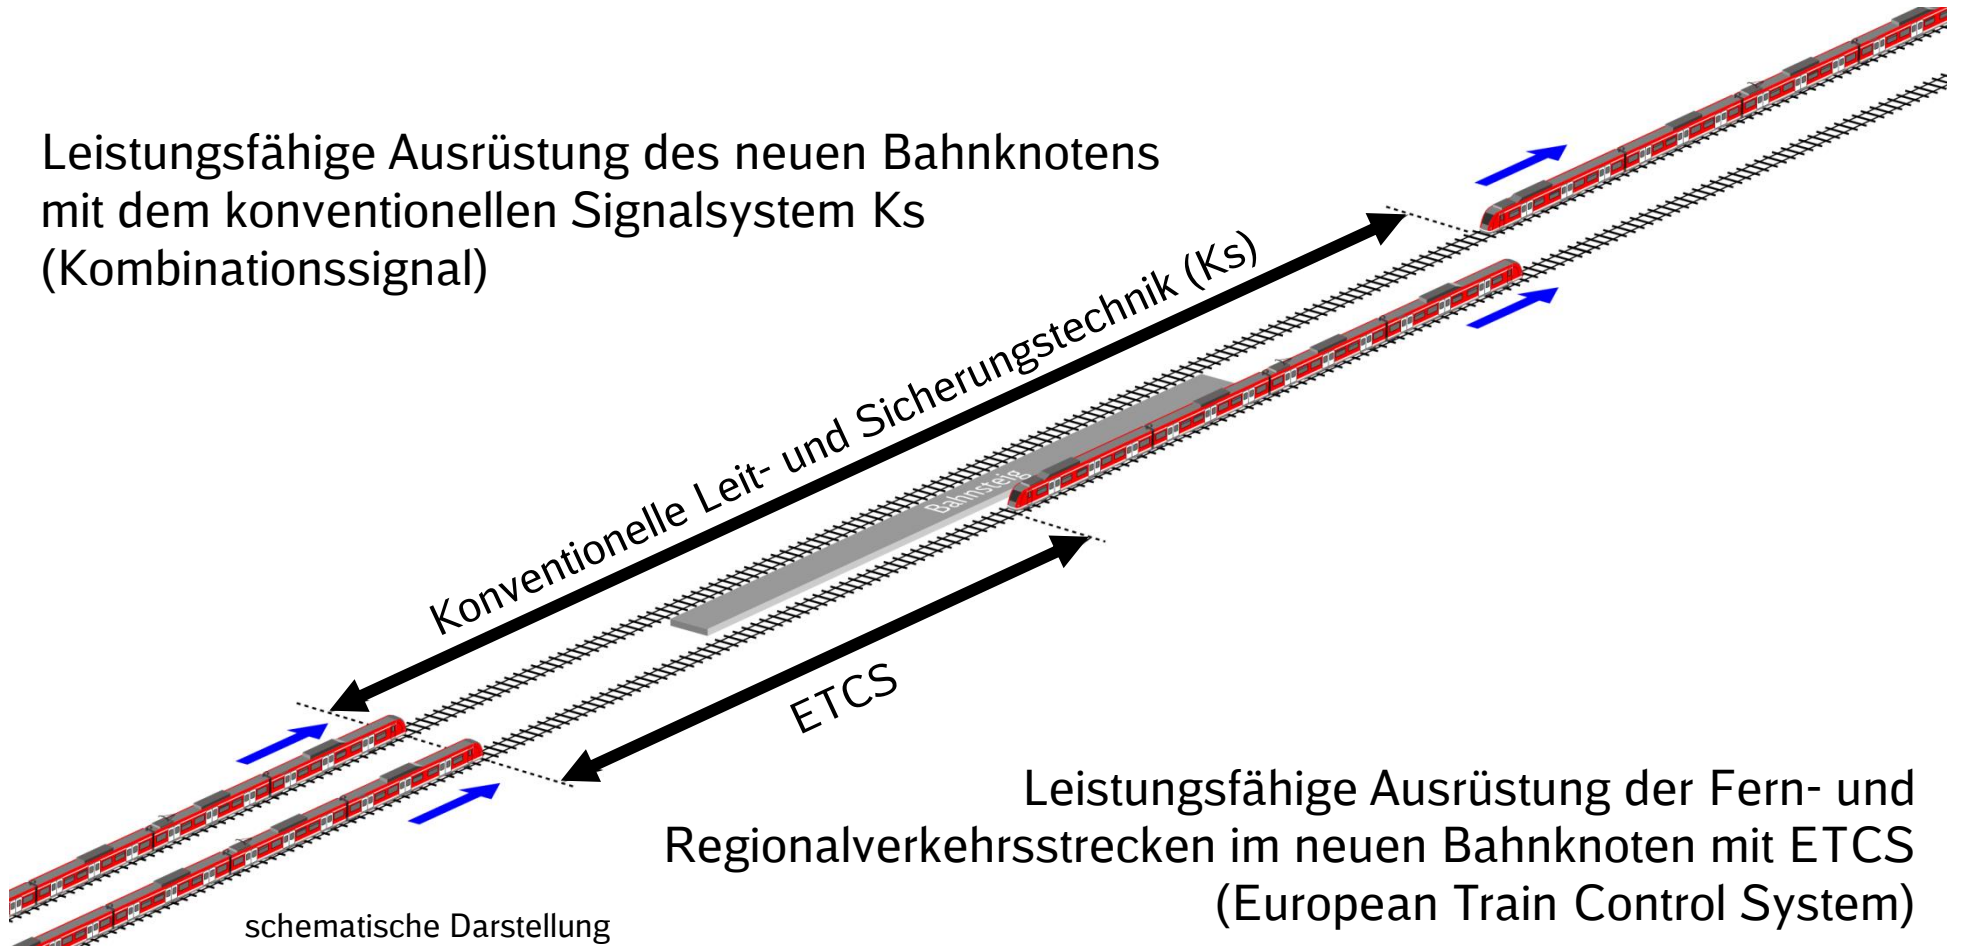 Leistungsfähige Ausrüstung des neuen Bahnknotens
mit dem konventionellen Signalsystem Ks
(Kombinationssignal)
Konventionelle Leit- und Sicherungstechnik (Ks)
Bahnsteig
ETCS
Leistungsfähige Ausrüstung der Fern- und
Regionalverkehrsstrecken im neuen Bahnknoten mit ETCS
(European Train Control System)
schematische Darstellung